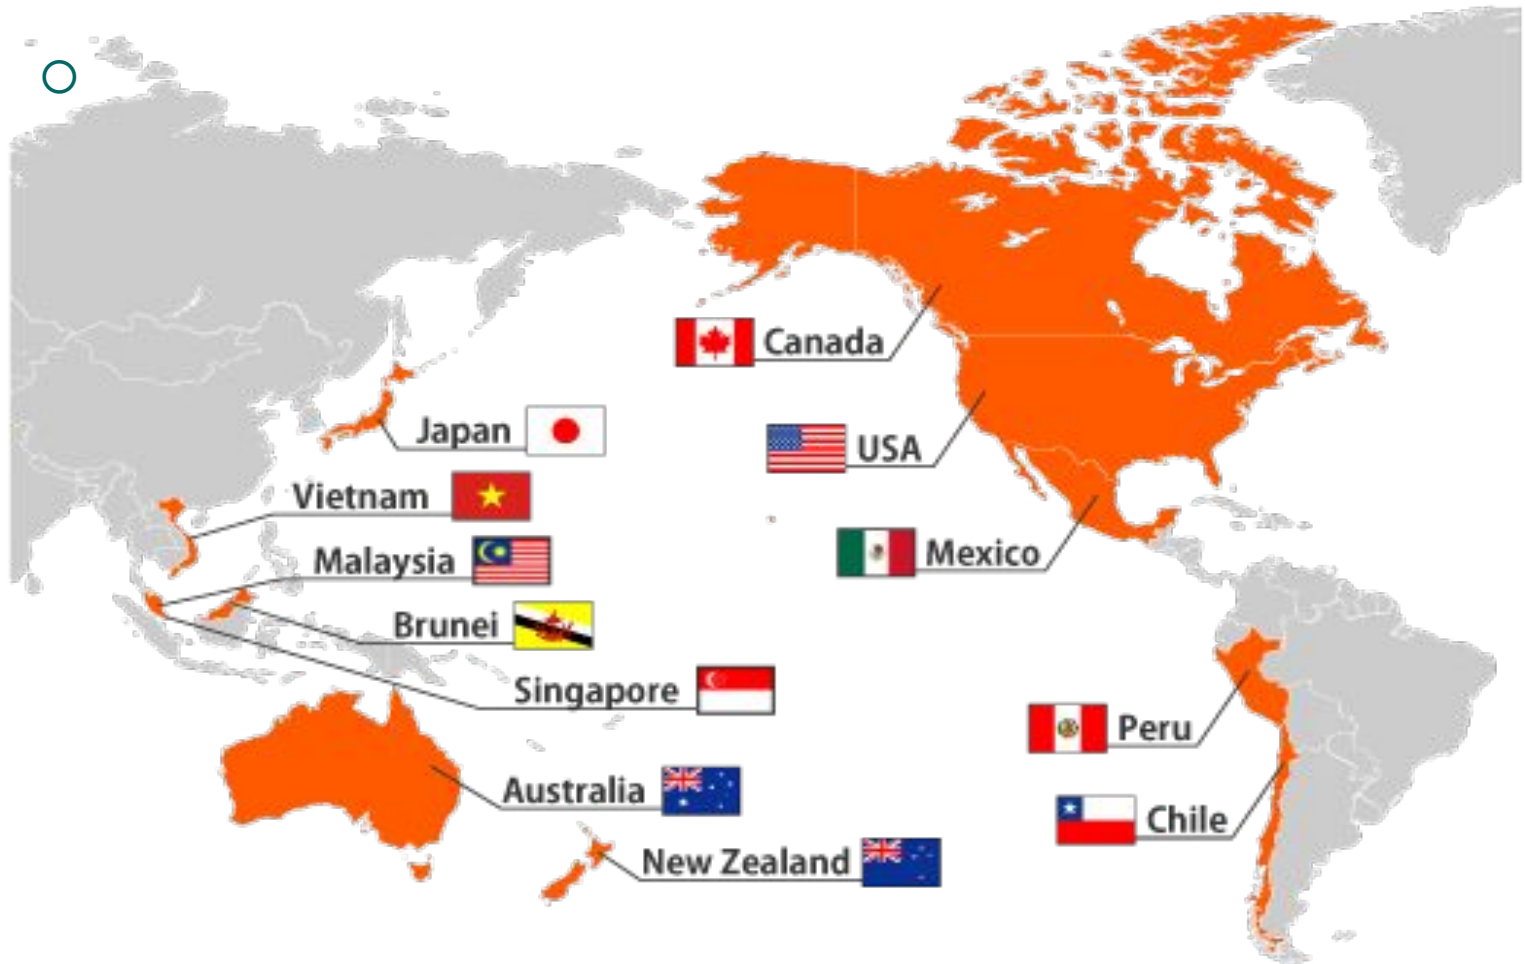 Canada
Japan
USA
Vietnam
Mexico
Malaysia
Brunei
Singapore
Peru
Australia
Chile
New Zealand